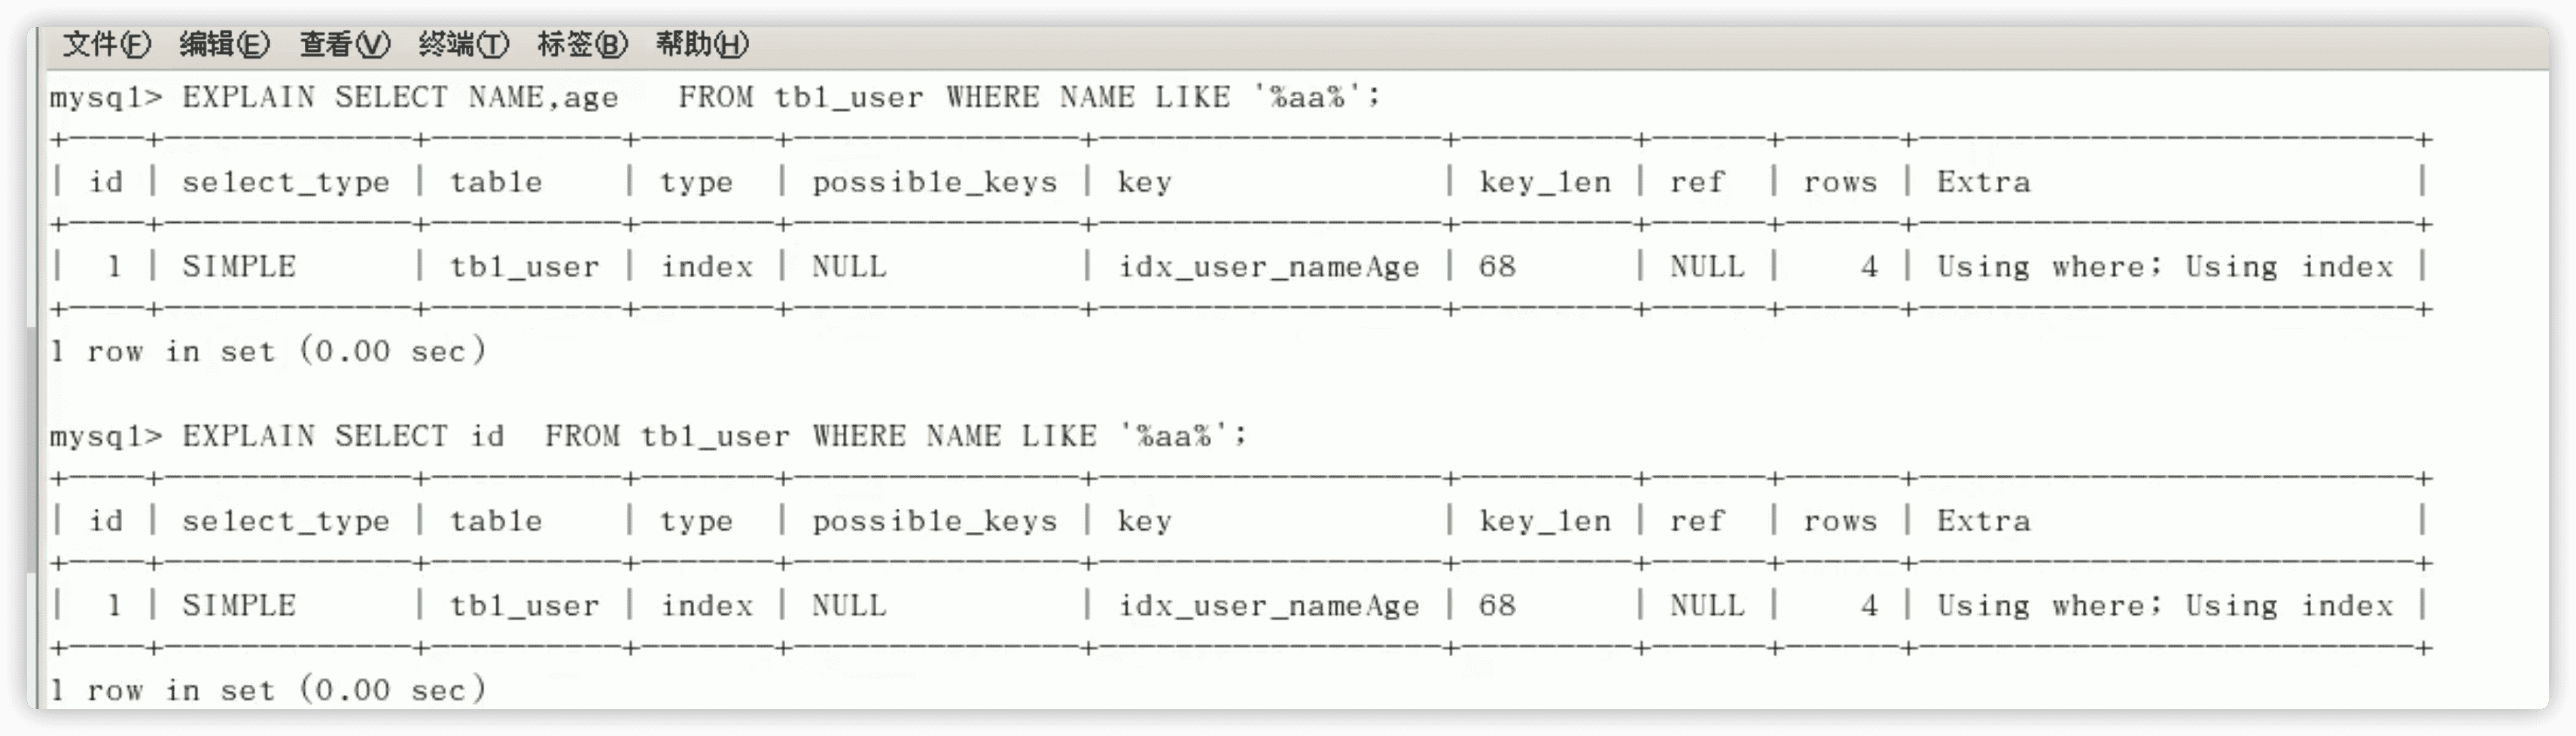 文件(F) 编辑(E) 查看(V) 终端(T) 标签(B) 帮助(H)
mysql> EXPLAIN SELECT NAME,age   FROM tbl_user WHERE NAME LIKE '%aa%';
+----+-------------+----------+-------+---------------+------------------+---------+------+------+--------------------------+
| id | select_type | table    | type  | possible_keys | key              | key_len | ref  | rows | Extra                    |
+----+-------------+----------+-------+---------------+------------------+---------+------+------+--------------------------+
|  1 | SIMPLE      | tbl_user | index | NULL          | idx_user_nameAge | 68      | NULL |    4 | Using where; Using index |
+----+-------------+----------+-------+---------------+------------------+---------+------+------+--------------------------+
1 row in set (0.00 sec)
mysql> EXPLAIN SELECT id  FROM tbl_user WHERE NAME LIKE '%aa%';
+----+-------------+----------+-------+---------------+------------------+---------+------+------+--------------------------+
| id | select_type | table    | type  | possible_keys | key              | key_len | ref  | rows | Extra                    |
+----+-------------+----------+-------+---------------+------------------+---------+------+------+--------------------------+
|  1 | SIMPLE      | tbl_user | index | NULL          | idx_user_nameAge | 68      | NULL |    4 | Using where; Using index |
+----+-------------+----------+-------+---------------+------------------+---------+------+------+--------------------------+
1 row in set (0.00 sec)